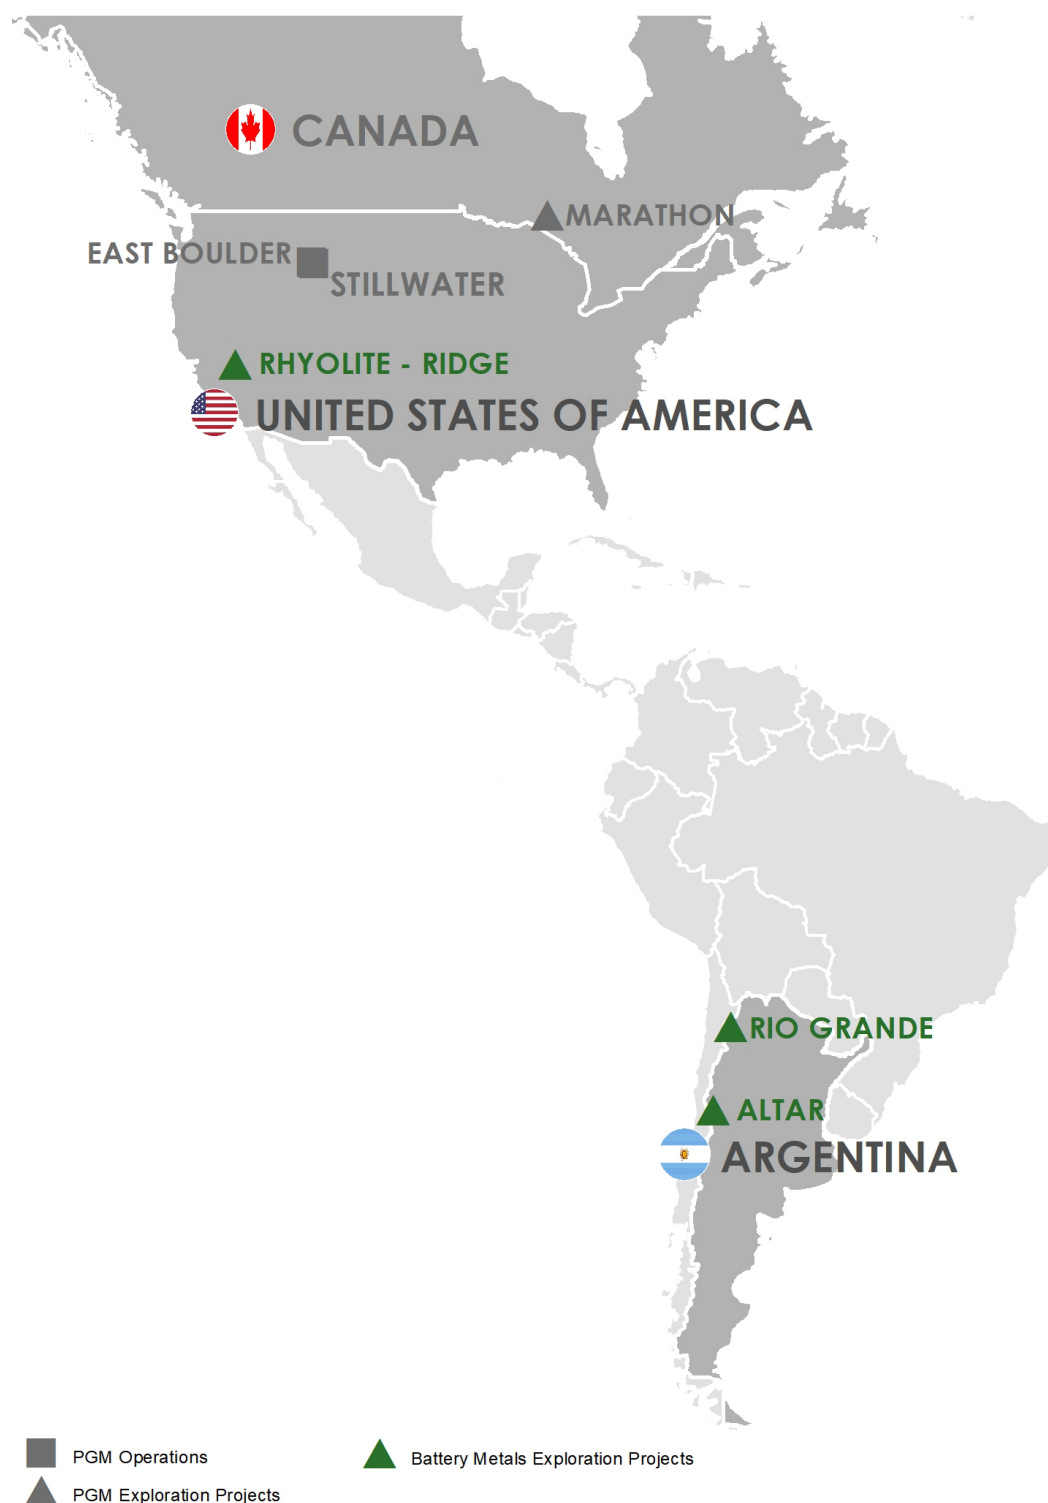 CANADA
MARATHON
EAST BOULDER
STILLWATER
RHYOLITE - RIDGE
UNITED STATES OF AMERICA
RIO GRANDE
ALTAR
ARGENTINA
PGM Operations
Battery Metals Exploration Projects
PGM Exploration Projects